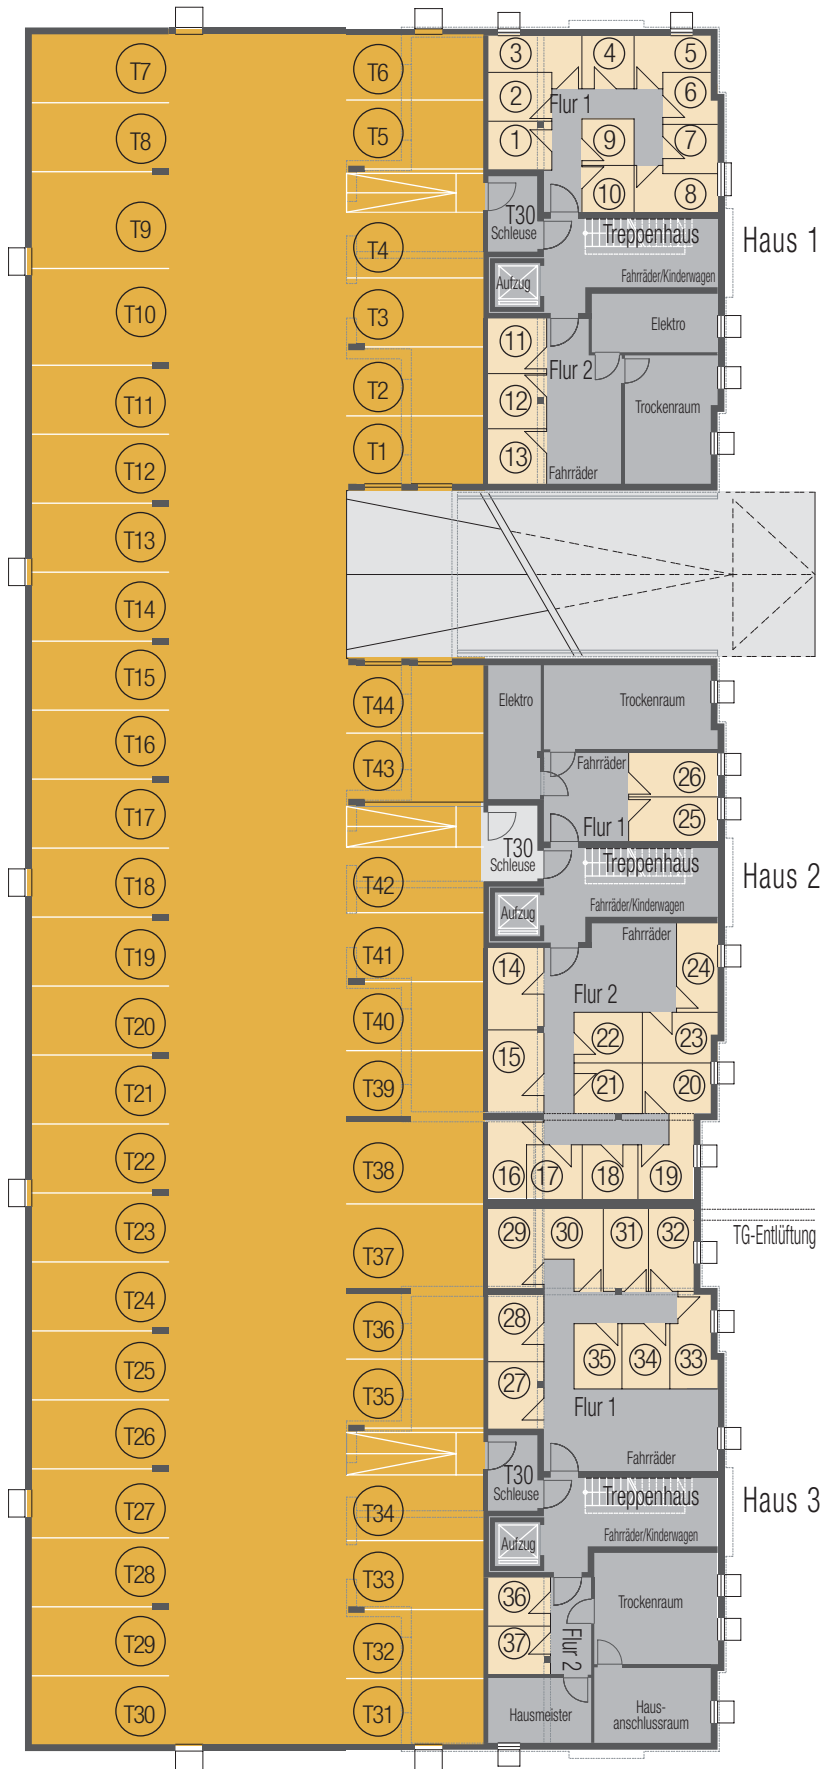 T7
T6
3
4
5
2
Flur 1
6
T8
T5
1
9
7
10
8
T9
T4
T30
Schleuse
Treppenhaus
Haus 1
Aufzug
Fahrräder/Kinderwagen
T10
T3
11
Elektro
T2
Flur 2
T11
12
Trockenraum
T1
13
Fahrräder
T12
T13
T14
T15
T44
Elektro
Trockenraum
T16
T43
Fahrräder
26
T17
Flur 1
25
T30
Schleuse
Treppenhaus
Haus 2
T18
T42
Aufzug
Fahrräder/Kinderwagen
Fahrräder
T19
T41
14
24
Flur 2
T20
T40
22
23
15
T21
T39
21
20
T22
T38
16
17
18
19
T23
T37
29
30
31
32
TG-Entlüftung
T24
T36
28
35
34
33
T25
T35
27
Flur 1
T26
Fahrräder
T30
Schleuse
Treppenhaus
Haus 3
T27
T34
Aufzug
Fahrräder/Kinderwagen
T28
T33
36
Trockenraum
T29
T32
37
Flur 2
T30
T31
Hausmeister
Haus-
anschlussraum